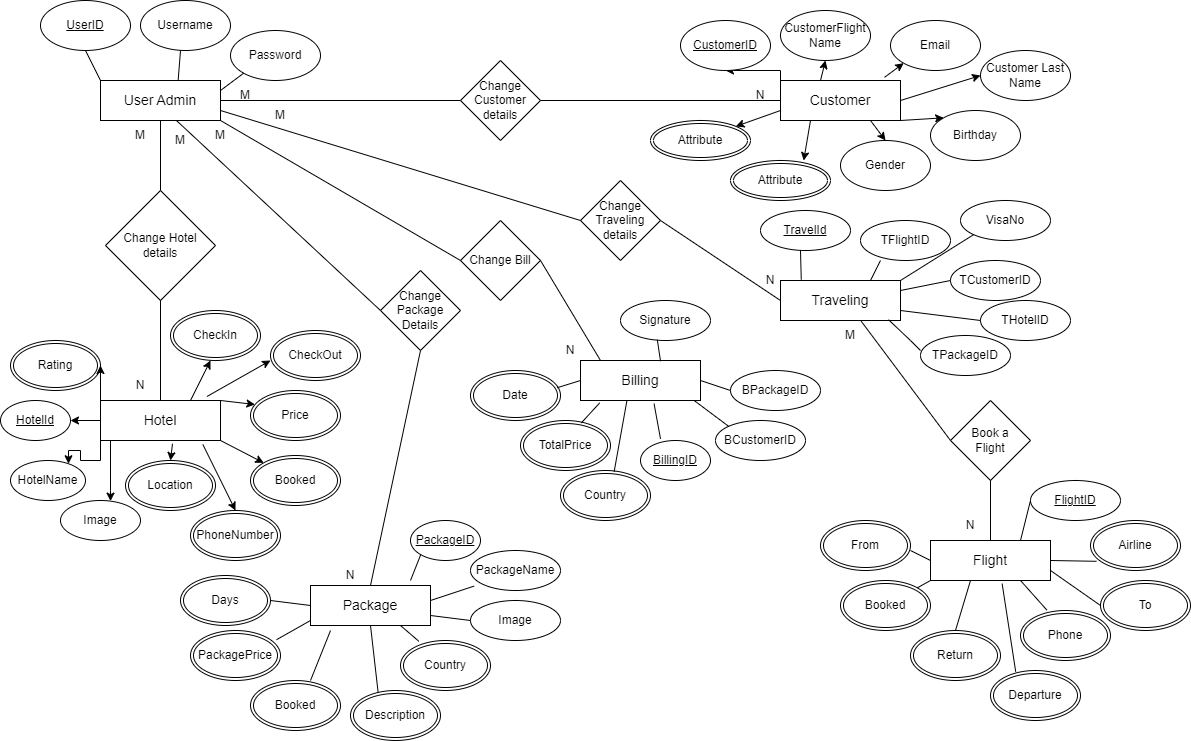 UserID
Username
Password
User Admin
M
M
M
M
M
Change
Customer
details
N
CustomerID
CustomerFlight
Name
Email
Customer Last
Name
Customer
Birthday
Gender
Attribute
Attribute
Change
Traveling
details
N
TravelId
TFlightID
VisaNo
TCustomerID
THotelID
TPackageID
Traveling
M
Change Hotel
details
N
Change Bill
N
Change
Package
Details
N
CheckIn
CheckOut
Rating
Price
HotelId
Hotel
HotelName
Location
Booked
Image
PhoneNumber
Signature
Billing
Date
BPackageID
TotalPrice
BCustomerID
BillingID
Country
Book a
Flight
N
FlightID
From
Airline
Flight
Booked
To
Phone
Return
Departure
PackageID
PackageName
Days
Package
Image
PackagePrice
Country
Booked
Description